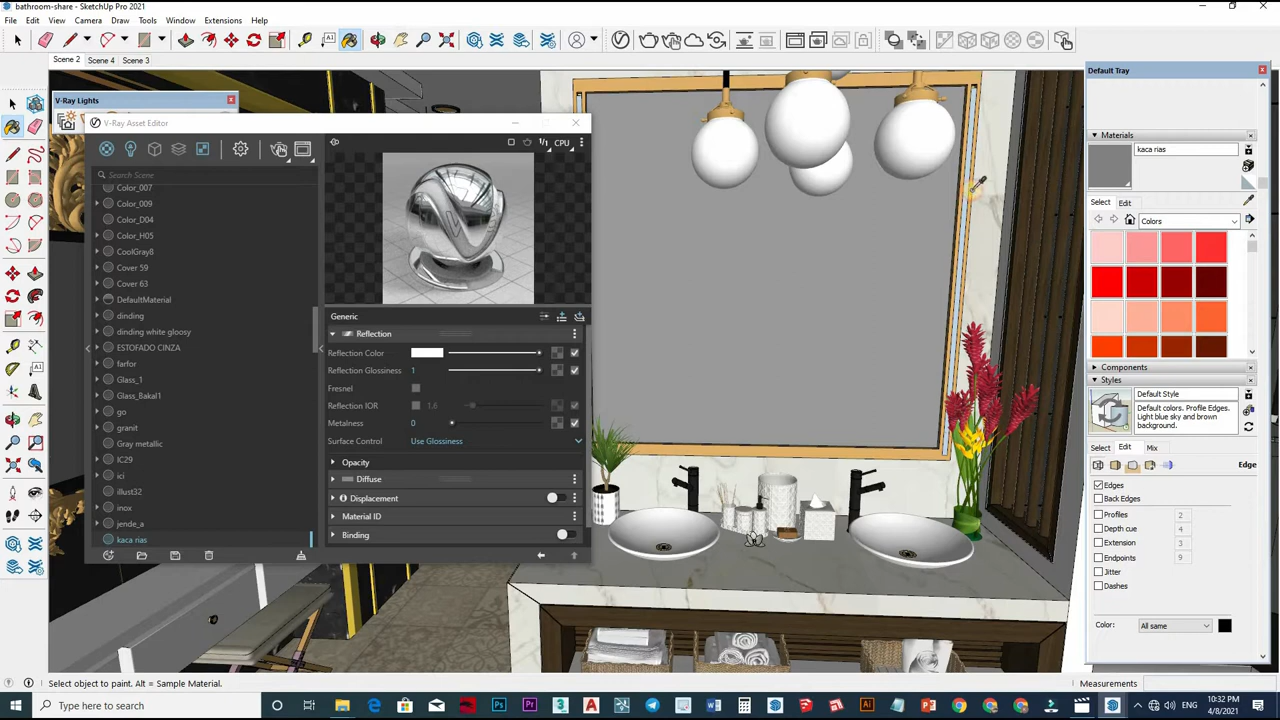 bathroom-share - SketchUp Pro 2021
File Edit View Camera Draw Tools Window Extensions Help
Scene 2 Scene 4 Scene 3
V-Ray Lights
V-Ray Asset Editor
CPU
Search Scene
Color_007
Color_009
Color_D04
Color_H05
CoolGray8
Cover 59
Cover 63
DefaultMaterial
dinding
dinding white gloosy
ESTOFADO CINZA
farfor
Glass_1
Glass_Bakal1
go
granit
Gray metallic
IC29
ici
illust32
inox
jende_a
kaca rias
Generic
Reflection
Reflection Color
Reflection Glossiness 1
Fresnel
Reflection IOR 1.6
Metalness 0
Surface Control Use Glossiness
Opacity
Diffuse
Displacement
Material ID
Binding
Default Tray
Materials
kaca rias
Select Edit
Colors
Components
Styles
Default Style
Default colors. Profile Edges.
Light blue sky and brown
background.
Select Edit Mix
Edge
Edges
Back Edges
Profiles 2
Depth cue 4
Extension 3
Endpoints 9
Jitter
Dashes
Color: All same
Select object to paint. Alt = Sample Material.
Measurements
Type here to search
10:32 PM
4/8/2021